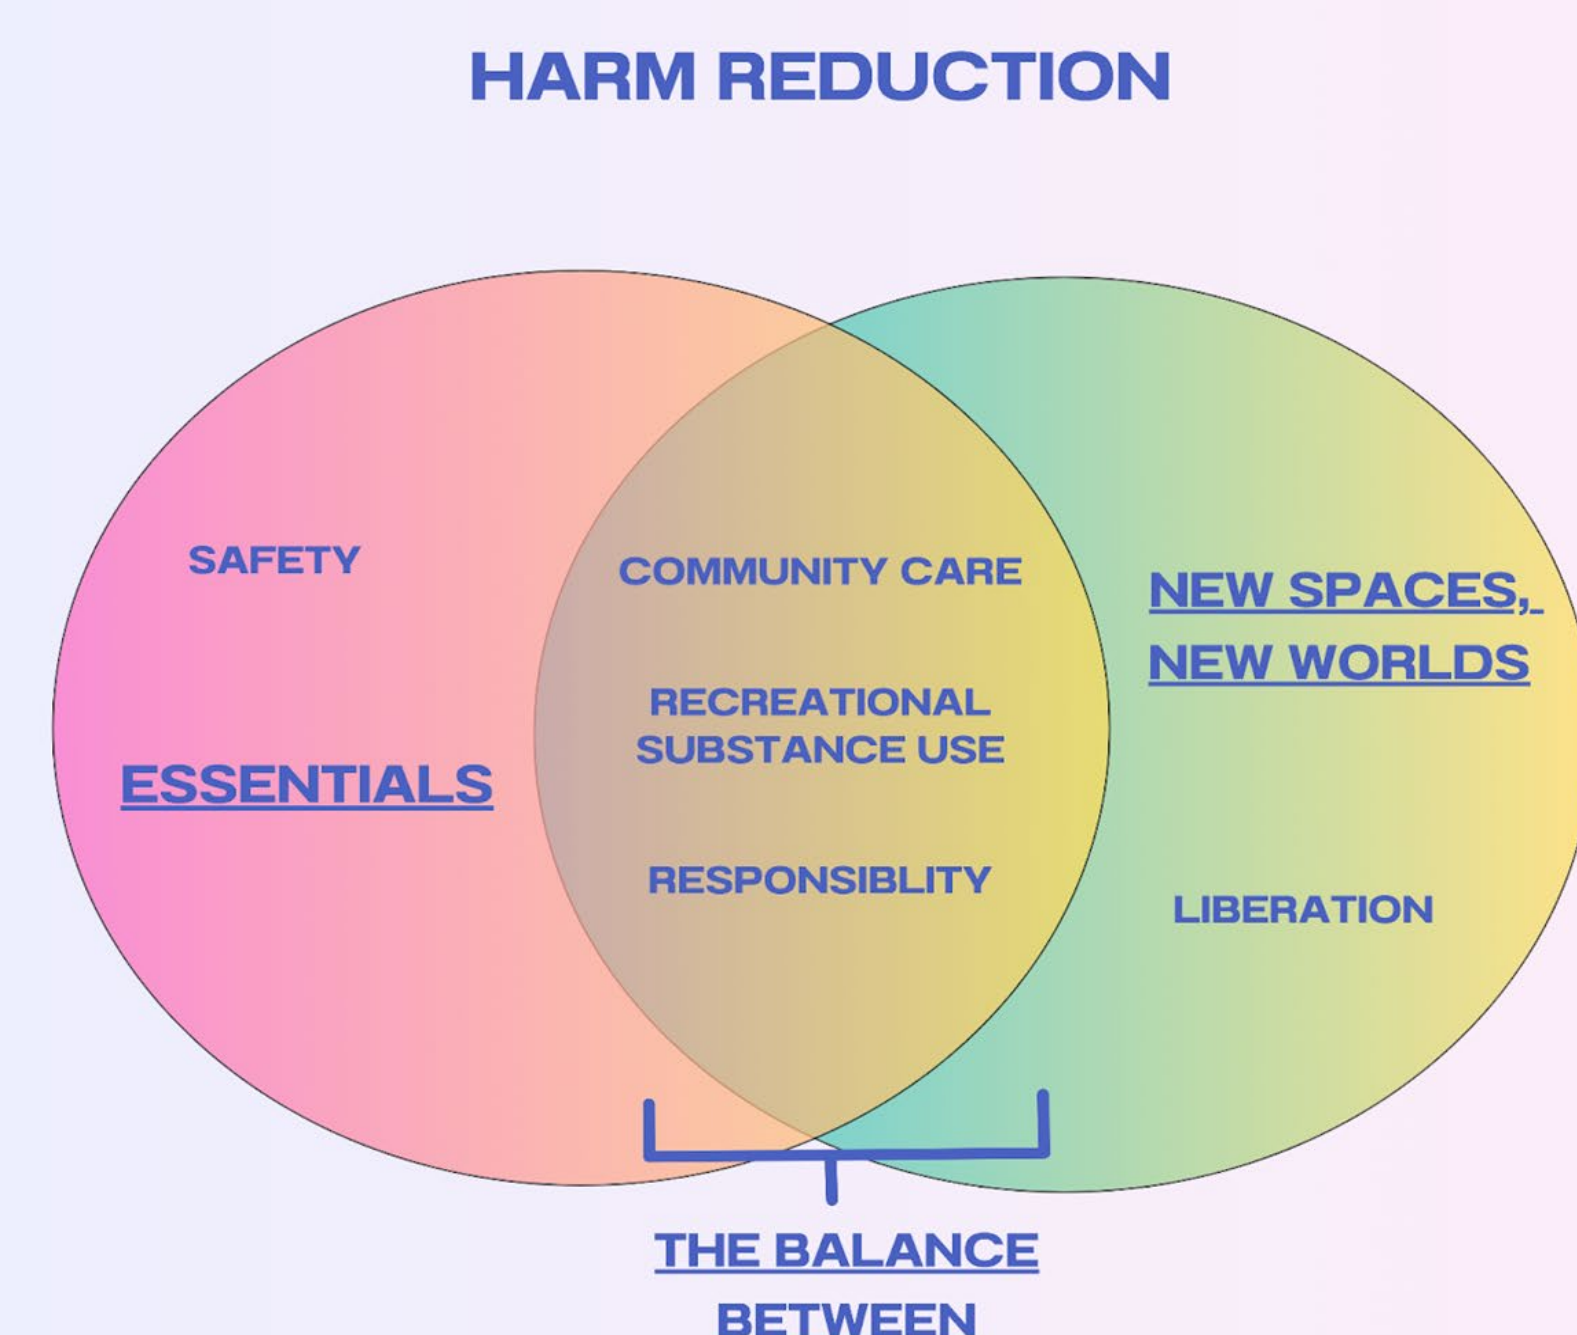 HARM REDUCTION
SAFETY
ESSENTIALS
COMMUNITY CARE
RECREATIONAL
SUBSTANCE USE
RESPONSIBLITY
NEW SPACES,
NEW WORLDS
LIBERATION
THE BALANCE
BETWEEN